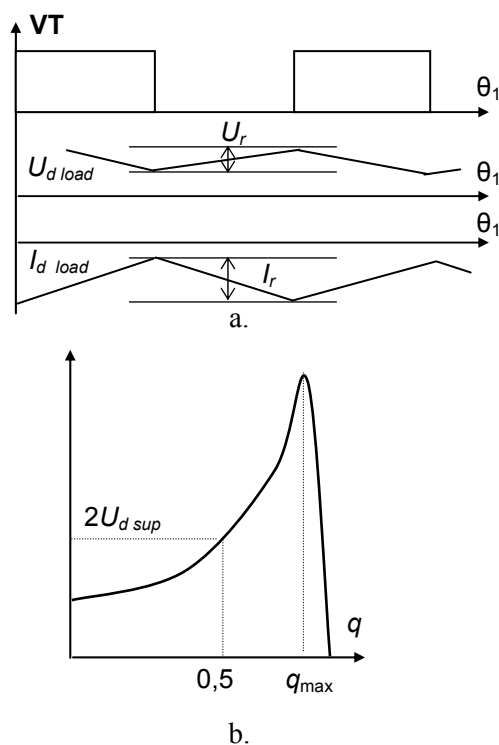 VT
θ1
Ur
Ud load
θ1
θ1
Id load
Ir
a.
2Ud sup
q
0,5
qmax
b.